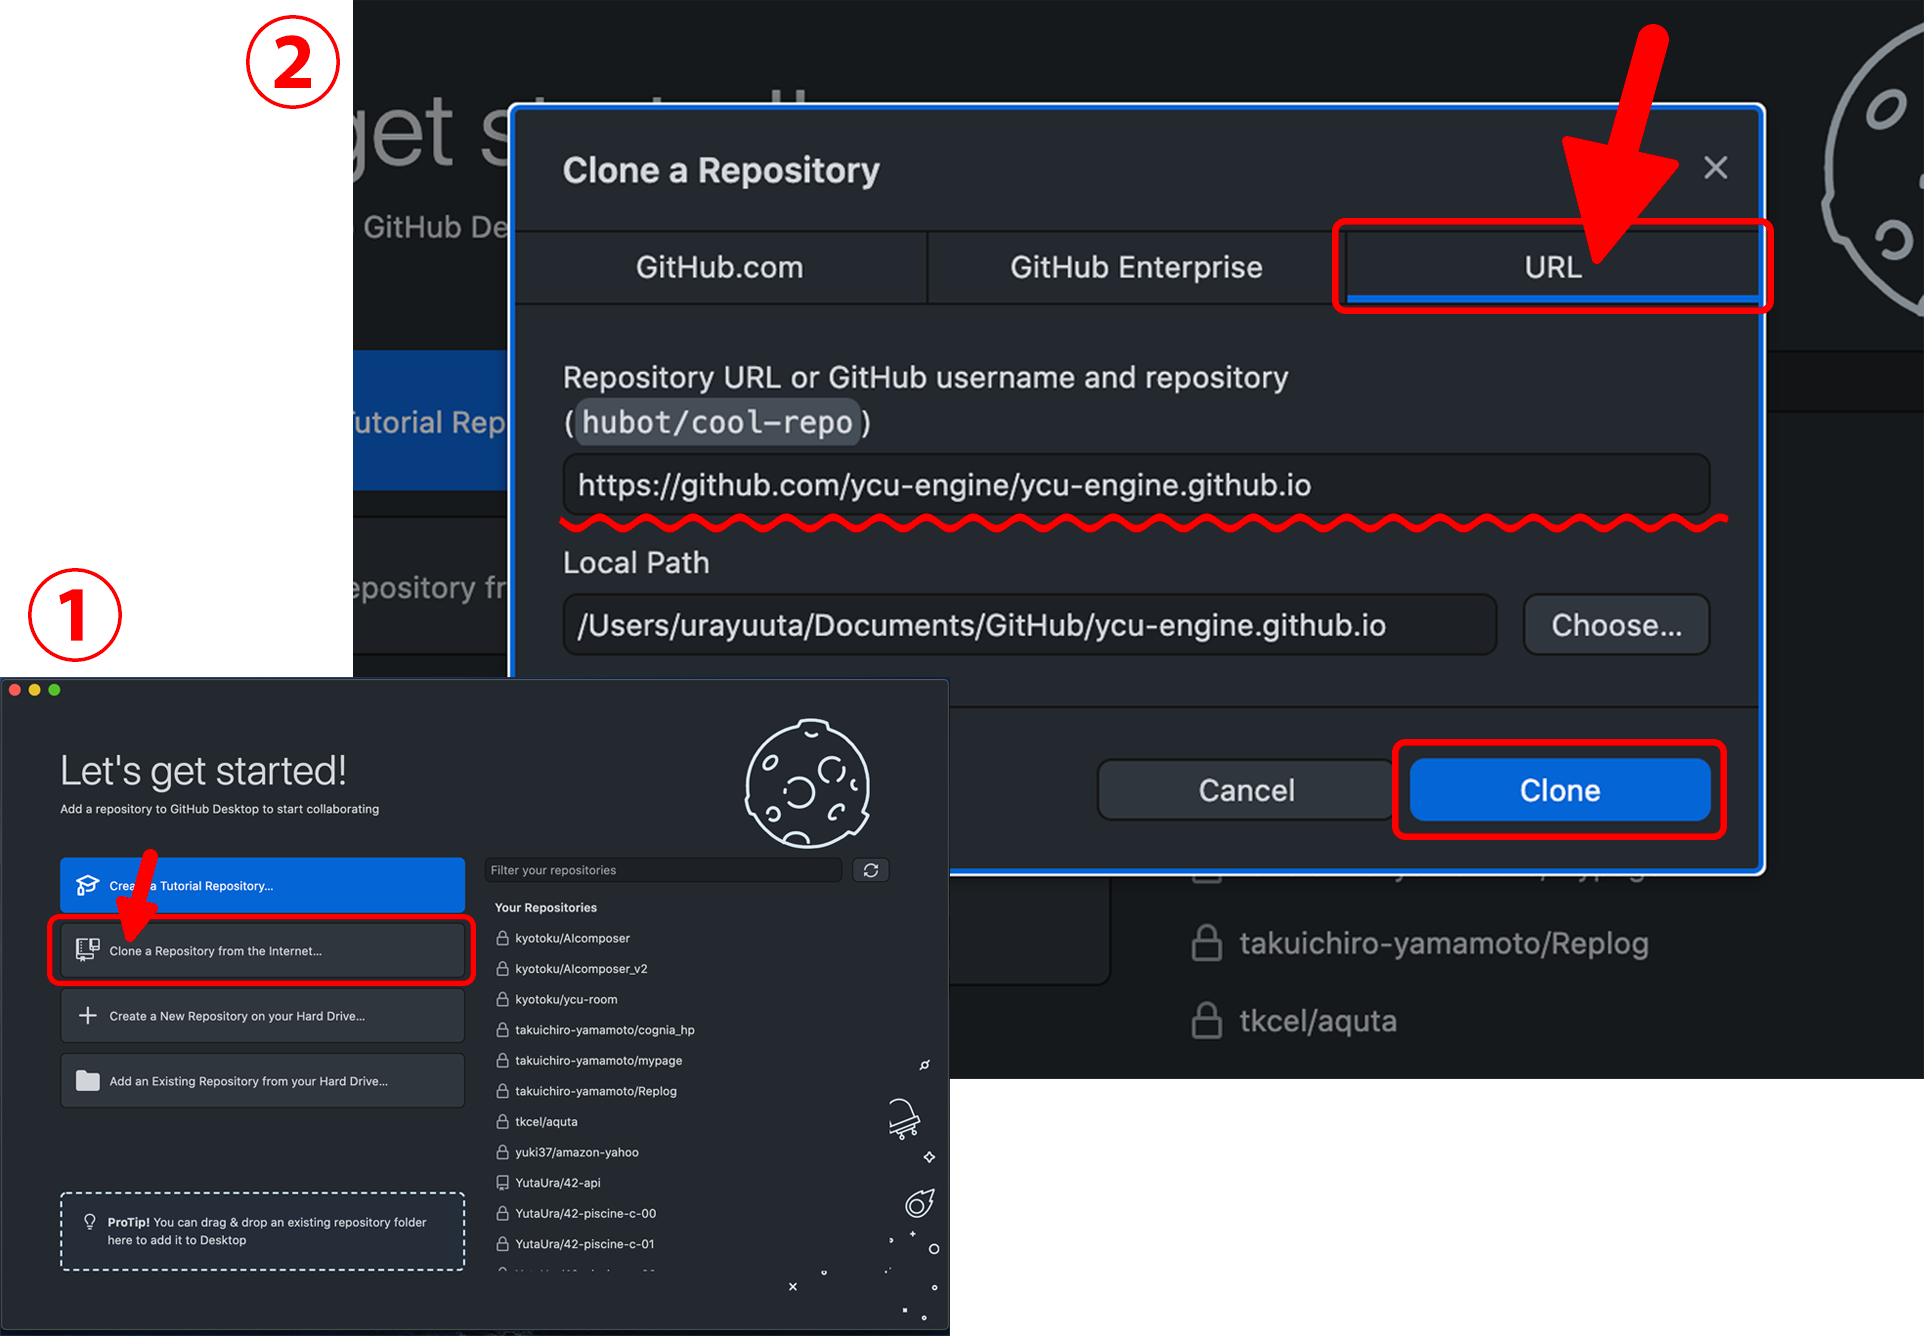 ①
Let's get started!
Add a repository to GitHub Desktop to start collaborating
Create a Tutorial Repository...
Clone a Repository from the Internet...
Create a New Repository on your Hard Drive...
Add an Existing Repository from your Hard Drive...
ProTip! You can drag & drop an existing repository folder
here to add it to Desktop
Filter your repositories
Your Repositories
kyotoku/AIcomposer
kyotoku/AIcomposer_v2
kyotoku/ycu-room
takuichiro-yamamoto/cognia_hp
takuichiro-yamamoto/mypage
takuichiro-yamamoto/Replog
tkcel/aquta
yuki37/amazon-yahoo
YutaUra/42-api
YutaUra/42-piscine-c-00
YutaUra/42-piscine-c-01
②
get
GitHub De
utorial Rep
epository fr
Clone a Repository
GitHub.com
GitHub Enterprise
URL
Repository URL or GitHub username and repository
(hubot/cool-repo)
https://github.com/ycu-engine/ycu-engine.github.io
Local Path
/Users/urayuuta/Documents/GitHub/ycu-engine.github.io
Choose...
Cancel
Clone
takuichiro-yamamoto/Replog
tkcel/aquta